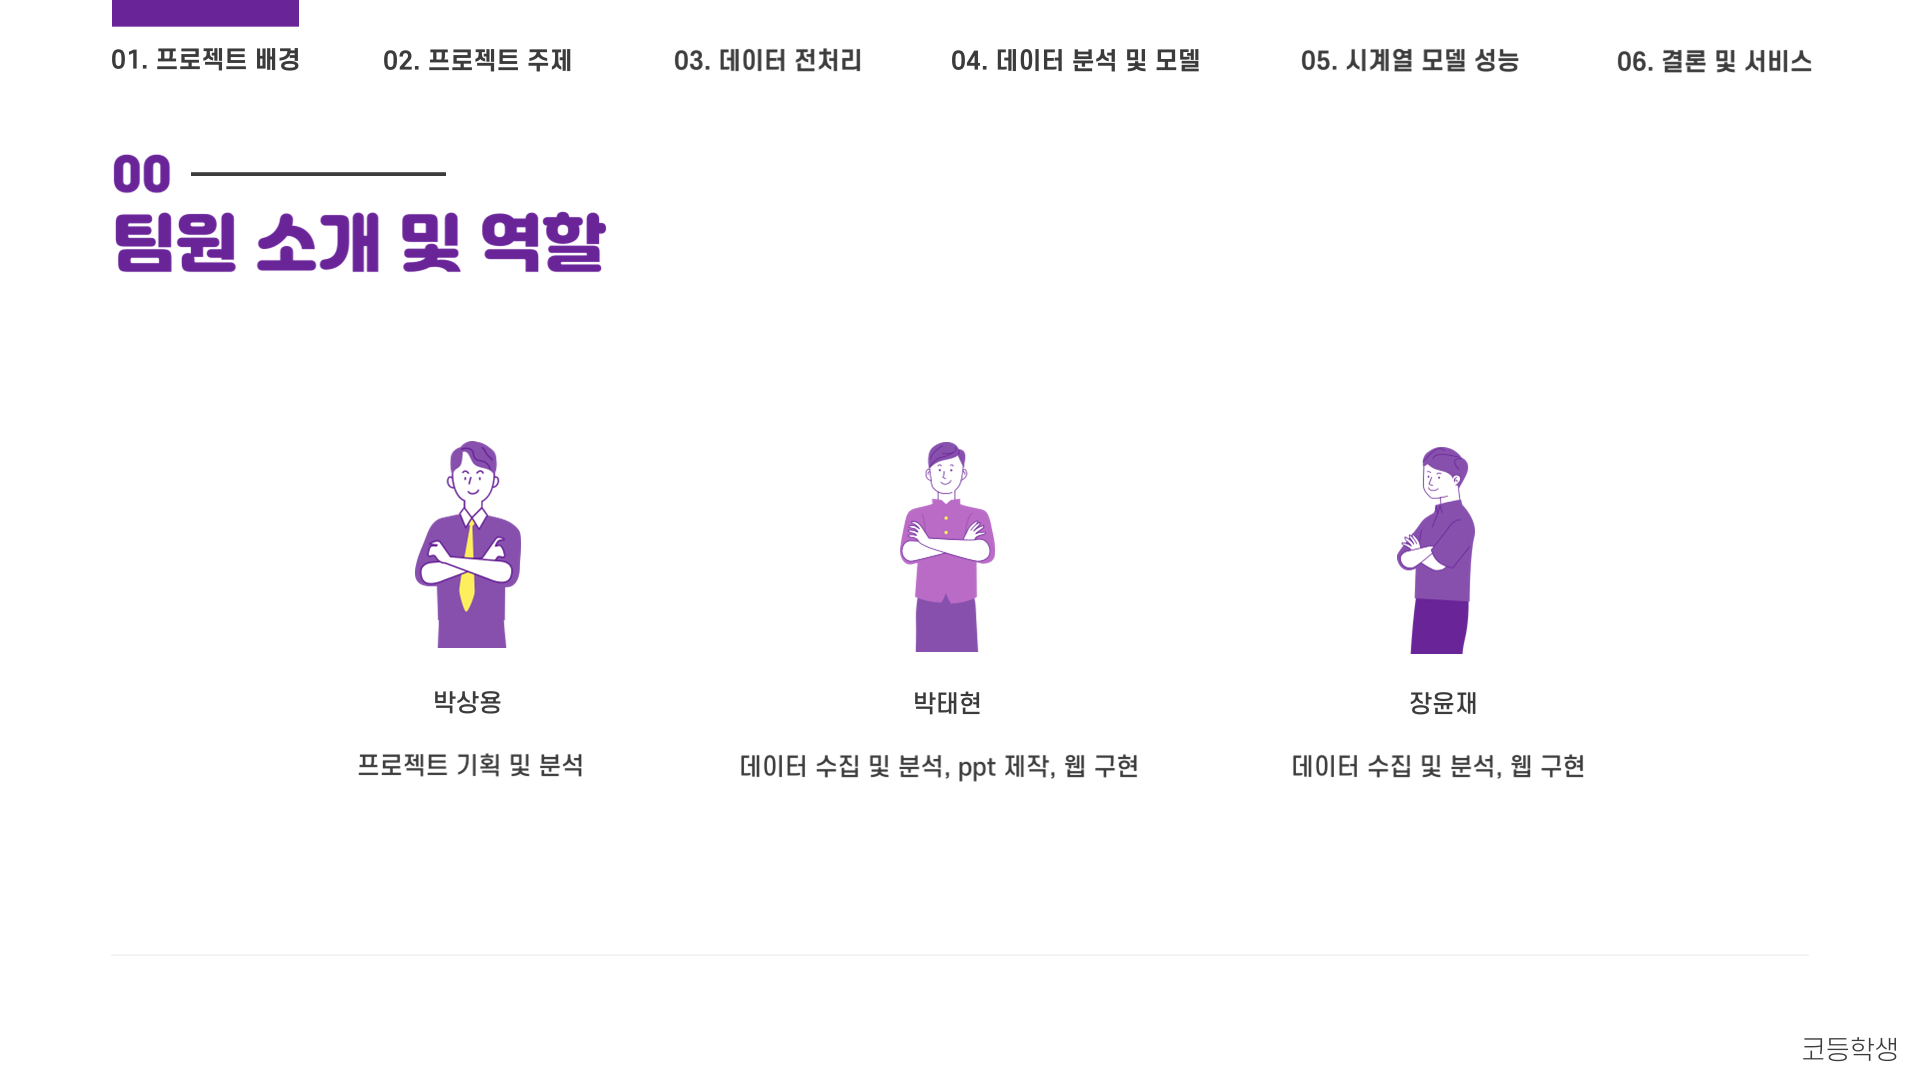 01. 프로젝트 배경
02. 프로젝트 주제
03. 데이터 전처리
04. 데이터 분석 및 모델
05. 시계열 모델 성능
06. 결론 및 서비스
00
팀원 소개 및 역할
박상용
프로젝트 기획 및 분석
박태현
데이터 수집 및 분석, ppt 제작, 웹 구현
장윤재
데이터 수집 및 분석, 웹 구현
코등학생